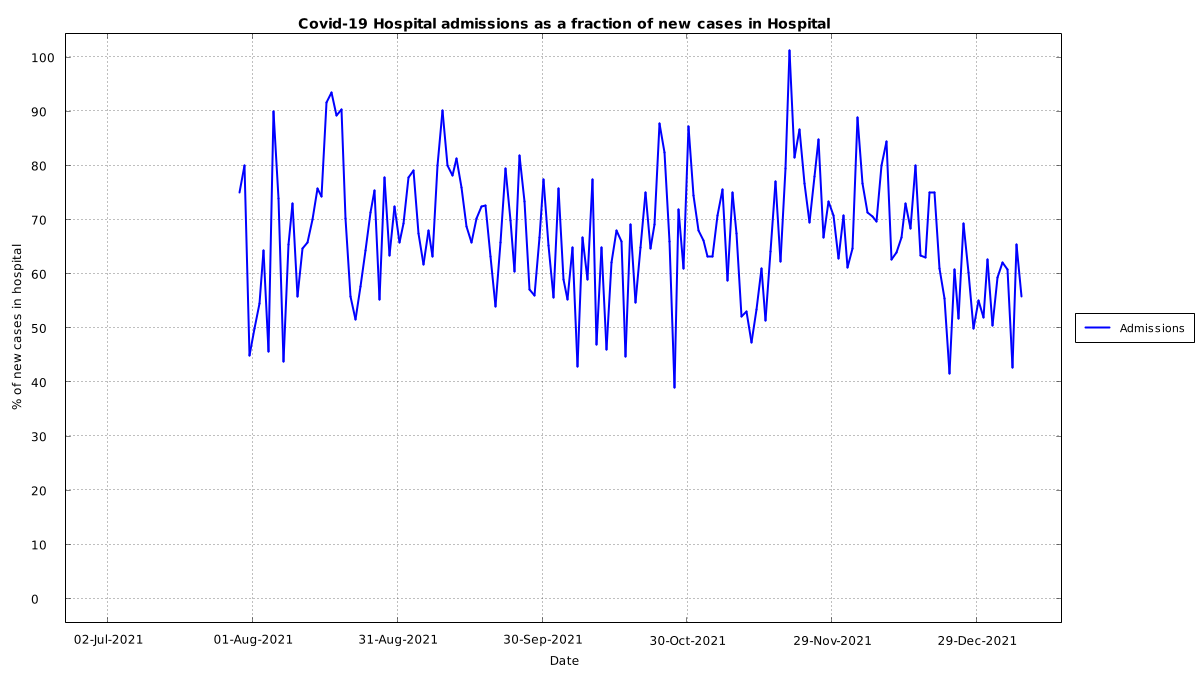 Covid-19 Hospital admissions as a fraction of new cases in Hospital
% of new cases in hospital
100
90
80
70
60
50
40
30
20
10
0
02-Jul-2021 01-Aug-2021 31-Aug-2021 30-Sep-2021 30-Oct-2021 29-Nov-2021 29-Dec-2021
Date
Admissions